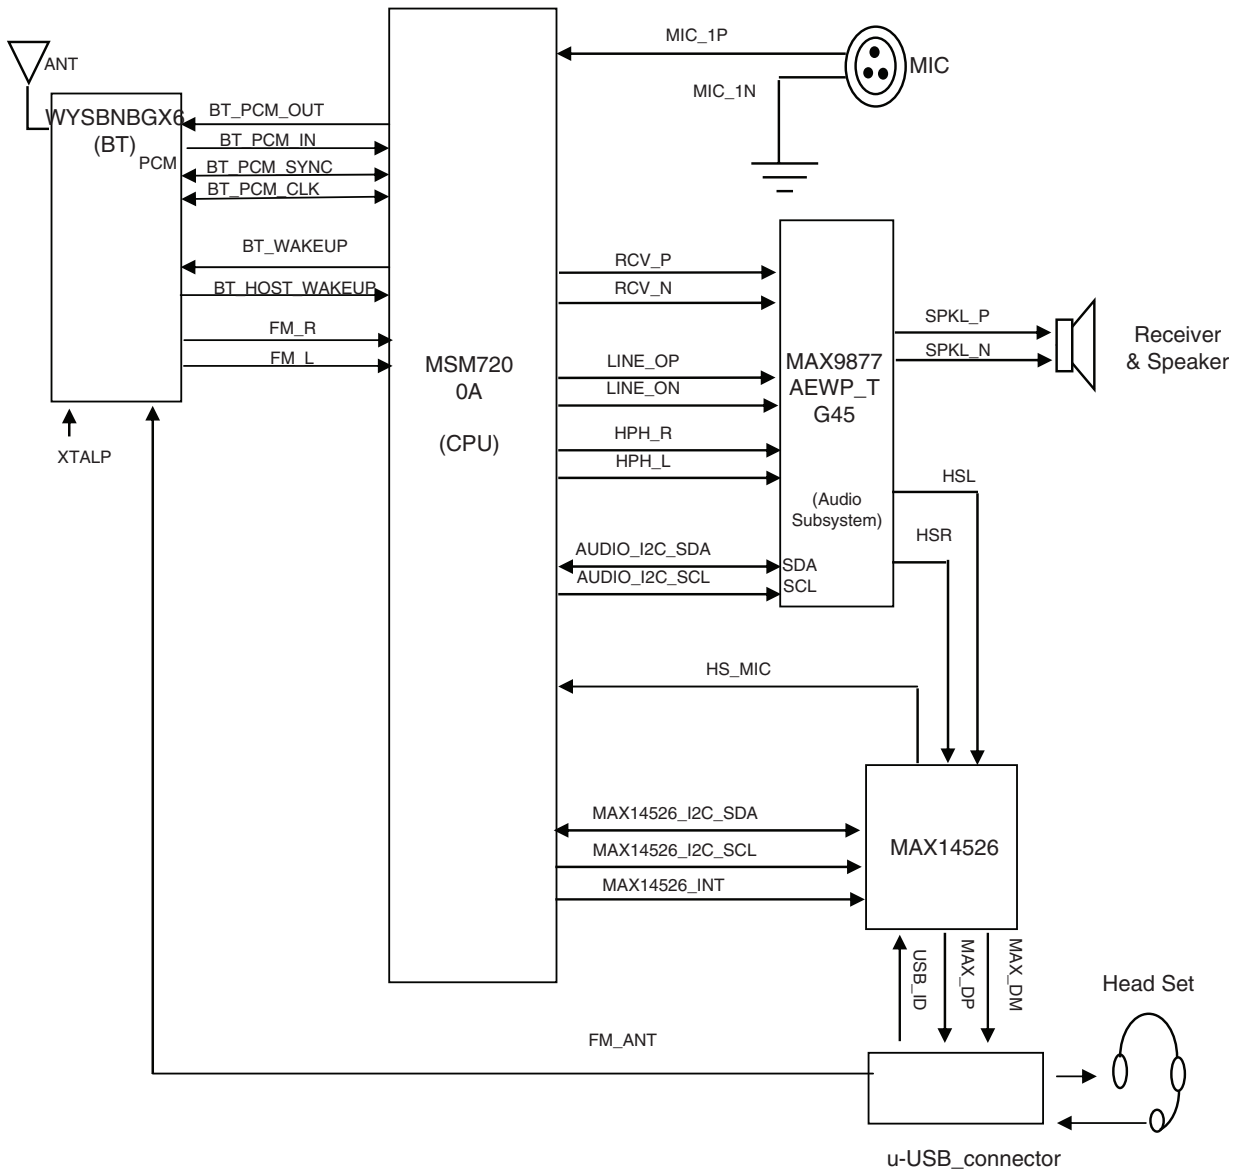 MIC_1P
ANT
MIC
MIC_1N
WYSBNBGX6
(BT)
PCM
BT_PCM_OUT
BT_PCM_IN
BT_PCM_SYNC
BT_PCM_CLK
BT_WAKEUP
BT_HOST_WAKEUP
FM_R
FM_L
XTALP
MSM720
0A
(CPU)
RCV_P
RCV_N
LINE_OP
LINE_ON
HPH_R
HPH_L
AUDIO_I2C_SDA
AUDIO_I2C_SCL
MAX9877
AEWP_T
G45
(Audio
Subsystem)
SDA
SCL
SPKL_P
SPKL_N
Receiver
& Speaker
HSL
HSR
HS_MIC
MAX14526_I2C_SDA
MAX14526_I2C_SCL
MAX14526_INT
MAX14526
USB_ID
MAX_DP
MAX_DM
Head Set
FM_ANT
u-USB_connector